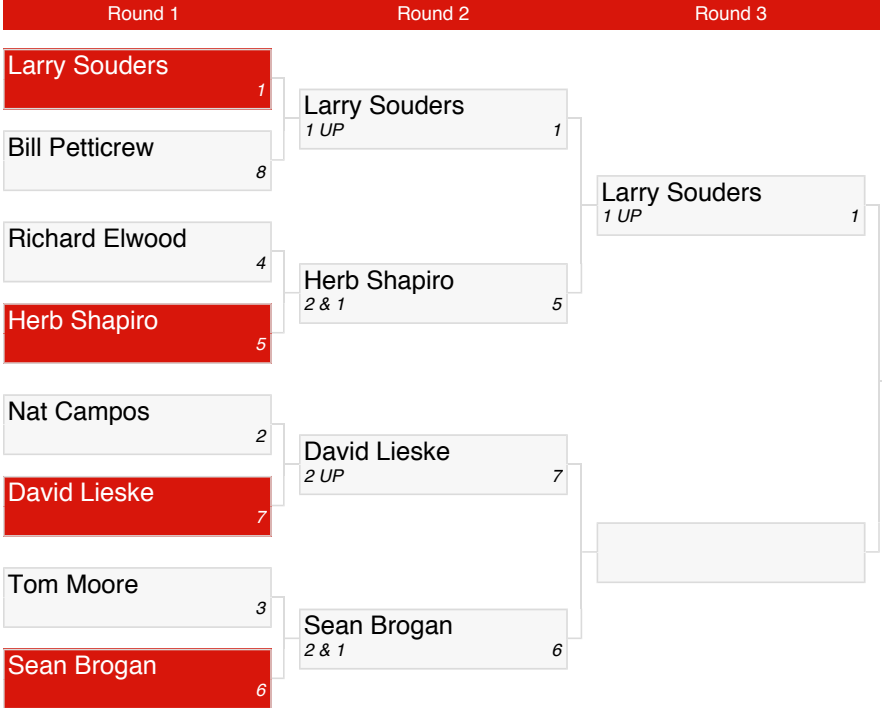 Round 1
Round 2
Round 3
Larry Souders
1
Bill Petticrew
8
Richard Elwood
4
Herb Shapiro
5
Nat Campos
2
David Lieske
7
Tom Moore
3
Sean Brogan
6
Larry Souders
1 UP 1
Herb Shapiro
2 & 1 5
David Lieske
2 UP 7
Sean Brogan
2 & 1 6
Larry Souders
1 UP 1